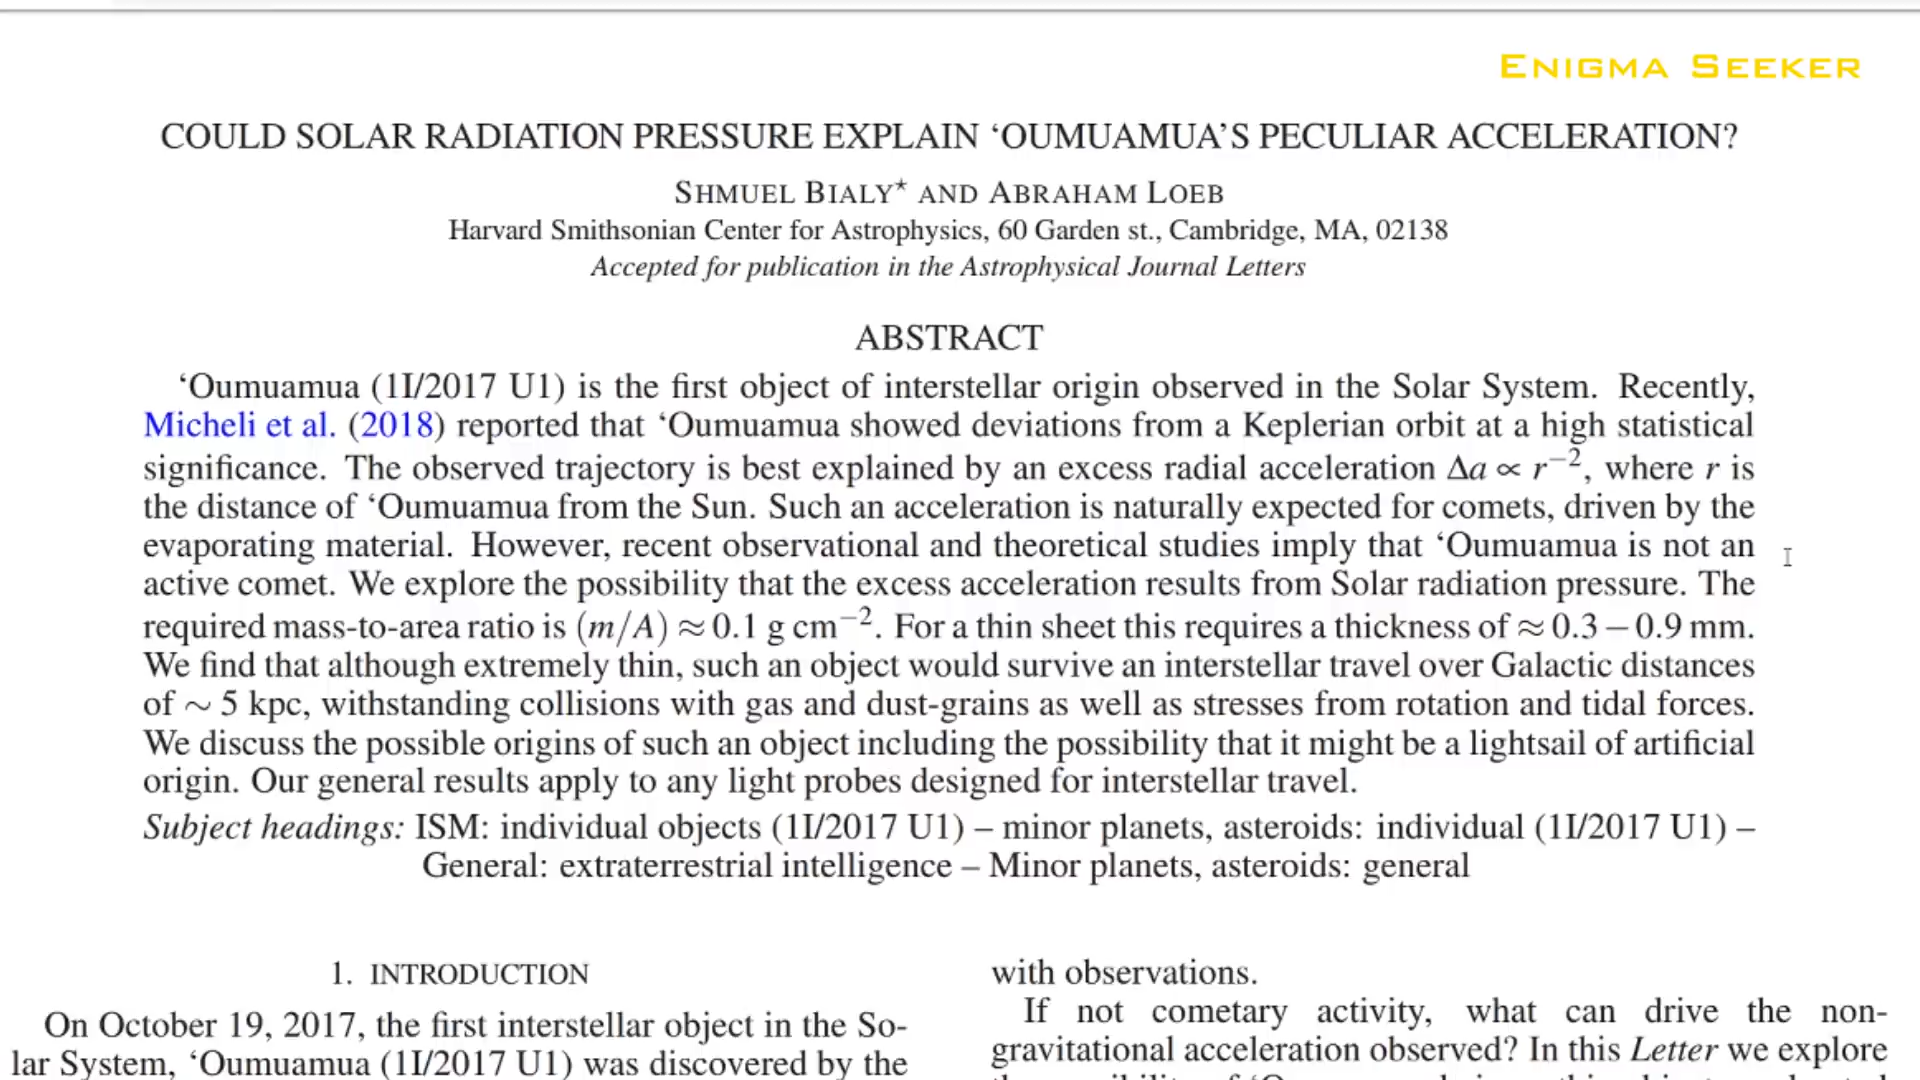 ENIGMA SEEKER
COULD SOLAR RADIATION PRESSURE EXPLAIN ‘OUMUAMUA’S PECULIAR ACCELERATION?
SHMUEL BIALY* AND ABRAHAM LOEB
Harvard Smithsonian Center for Astrophysics, 60 Garden st., Cambridge, MA, 02138
Accepted for publication in the Astrophysical Journal Letters
ABSTRACT
‘Oumuamua (1I/2017 U1) is the first object of interstellar origin observed in the Solar System. Recently,
Micheli et al. (2018) reported that ‘Oumuamua showed deviations from a Keplerian orbit at a high statistical
significance. The observed trajectory is best explained by an excess radial acceleration Δa ∝ r⁻², where r is
the distance of ‘Oumuamua from the Sun. Such an acceleration is naturally expected for comets, driven by the
evaporating material. However, recent observational and theoretical studies imply that ‘Oumuamua is not an
active comet. We explore the possibility that the excess acceleration results from Solar radiation pressure. The
required mass-to-area ratio is (m/A) ≈ 0.1 g cm⁻². For a thin sheet this requires a thickness of ≈ 0.3 – 0.9 mm.
We find that although extremely thin, such an object would survive an interstellar travel over Galactic distances
of ~ 5 kpc, withstanding collisions with gas and dust-grains as well as stresses from rotation and tidal forces.
We discuss the possible origins of such an object including the possibility that it might be a lightsail of artificial
origin. Our general results apply to any light probes designed for interstellar travel.
Subject headings: ISM: individual objects (1I/2017 U1) – minor planets, asteroids: individual (1I/2017 U1) –
General: extraterrestrial intelligence – Minor planets, asteroids: general
1. INTRODUCTION
On October 19, 2017, the first interstellar object in the So-
lar System, ‘Oumuamua (1I/2017 U1) was discovered by the
with observations.
If not cometary activity, what can drive the non-
gravitational acceleration observed? In this Letter we explore